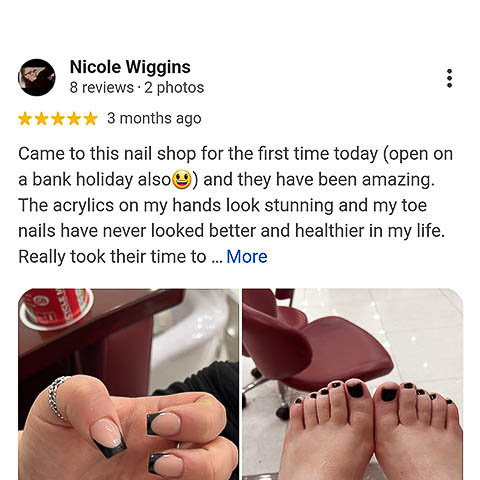 Nicole Wiggins
8 reviews · 2 photos
3 months ago
Came to this nail shop for the first time today (open on
a bank holiday also😃) and they have been amazing.
The acrylics on my hands look stunning and my toe
nails have never looked better and healthier in my life.
Really took their time to ... More